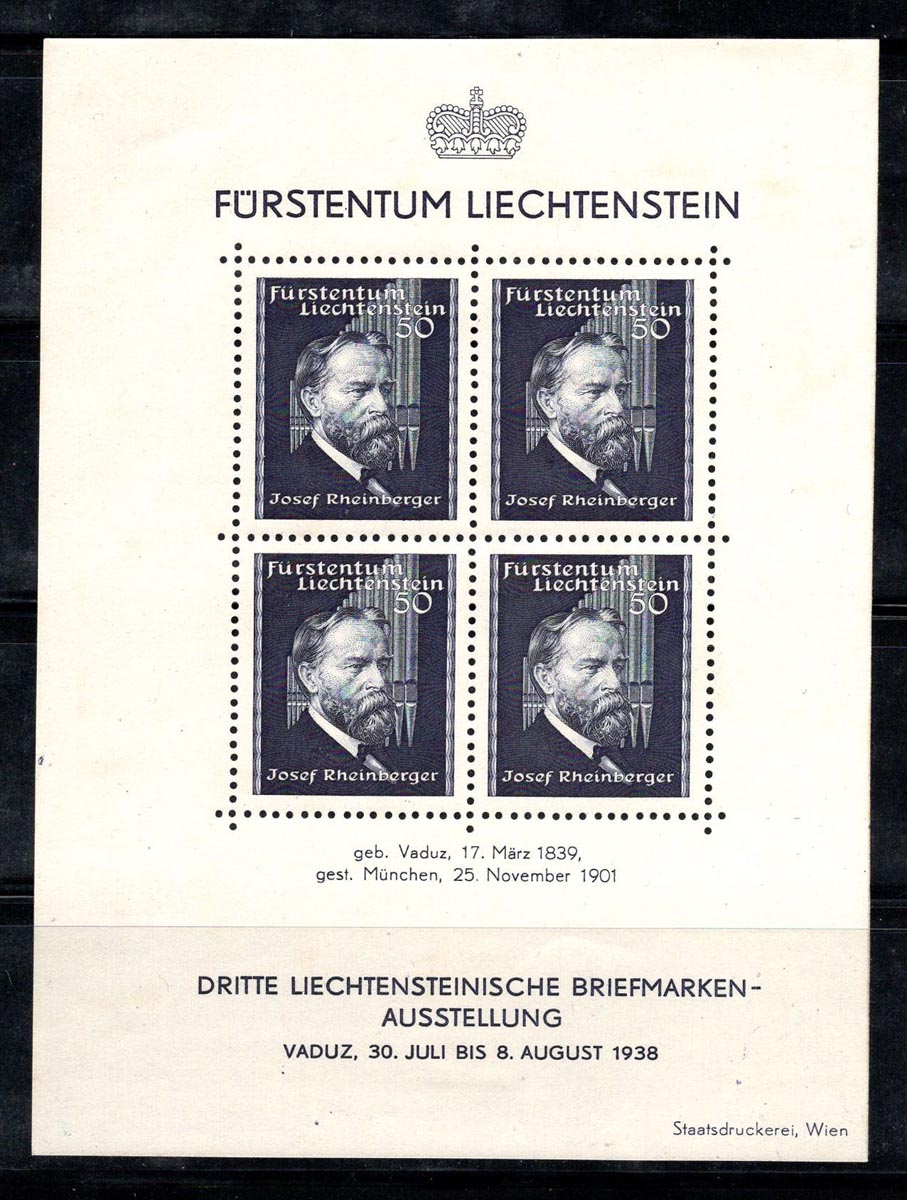 FÜRSTENTUM LIECHTENSTEIN
Fürstentum
Liechtenstein
50
Josef Rheinberger
Fürstentum
Liechtenstein
50
Josef Rheinberger
Fürstentum
Liechtenstein
50
Josef Rheinberger
Fürstentum
Liechtenstein
50
Josef Rheinberger
geb. Vaduz, 17. März 1839,
gest. München, 25. November 1901
DRITTE LIECHTENSTEINISCHE BRIEFMARKEN-
AUSSTELLUNG
VADUZ, 30. JULI BIS 8. AUGUST 1938
Staatsdruckerei, Wien